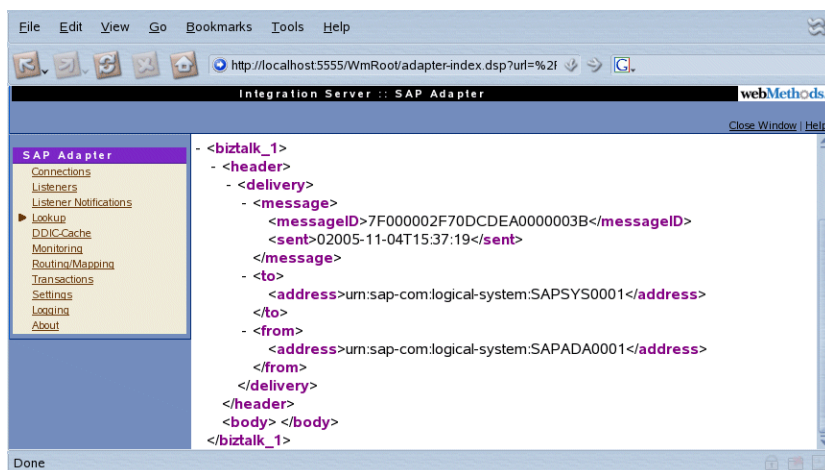 File Edit View Go Bookmarks Tools Help
http://localhost:5555/WmRoot/adapter-index.dsp?url=%2F
G
Integration Server :: SAP Adapter
webMethods
Close Window | Help
SAP Adapter
Connections
Listeners
Listener Notifications
Lookup
DDIC-Cache
Monitoring
Routing/Mapping
Transactions
Settings
Logging
About
- <biztalk_1>
- <header>
- <delivery>
- <message>
<messageID>7F000002F70DCDEA0000003B</messageID>
<sent>02005-11-04T15:37:19</sent>
</message>
- <to>
<address>urn:sap-com:logical-system:SAPSYS0001</address>
</to>
- <from>
<address>urn:sap-com:logical-system:SAPADA0001</address>
</from>
</delivery>
</header>
<body> </body>
</biztalk_1>
Done